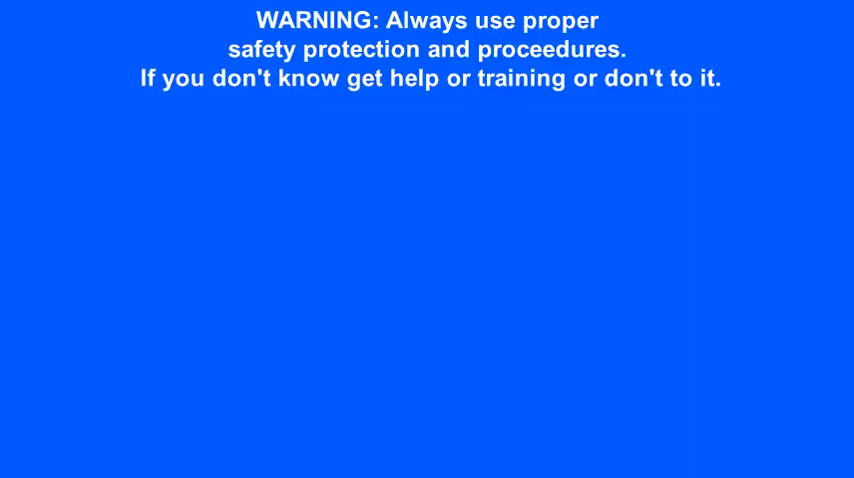 WARNING: Always use proper
safety protection and proceedures.
If you don't know get help or training or don't to it.